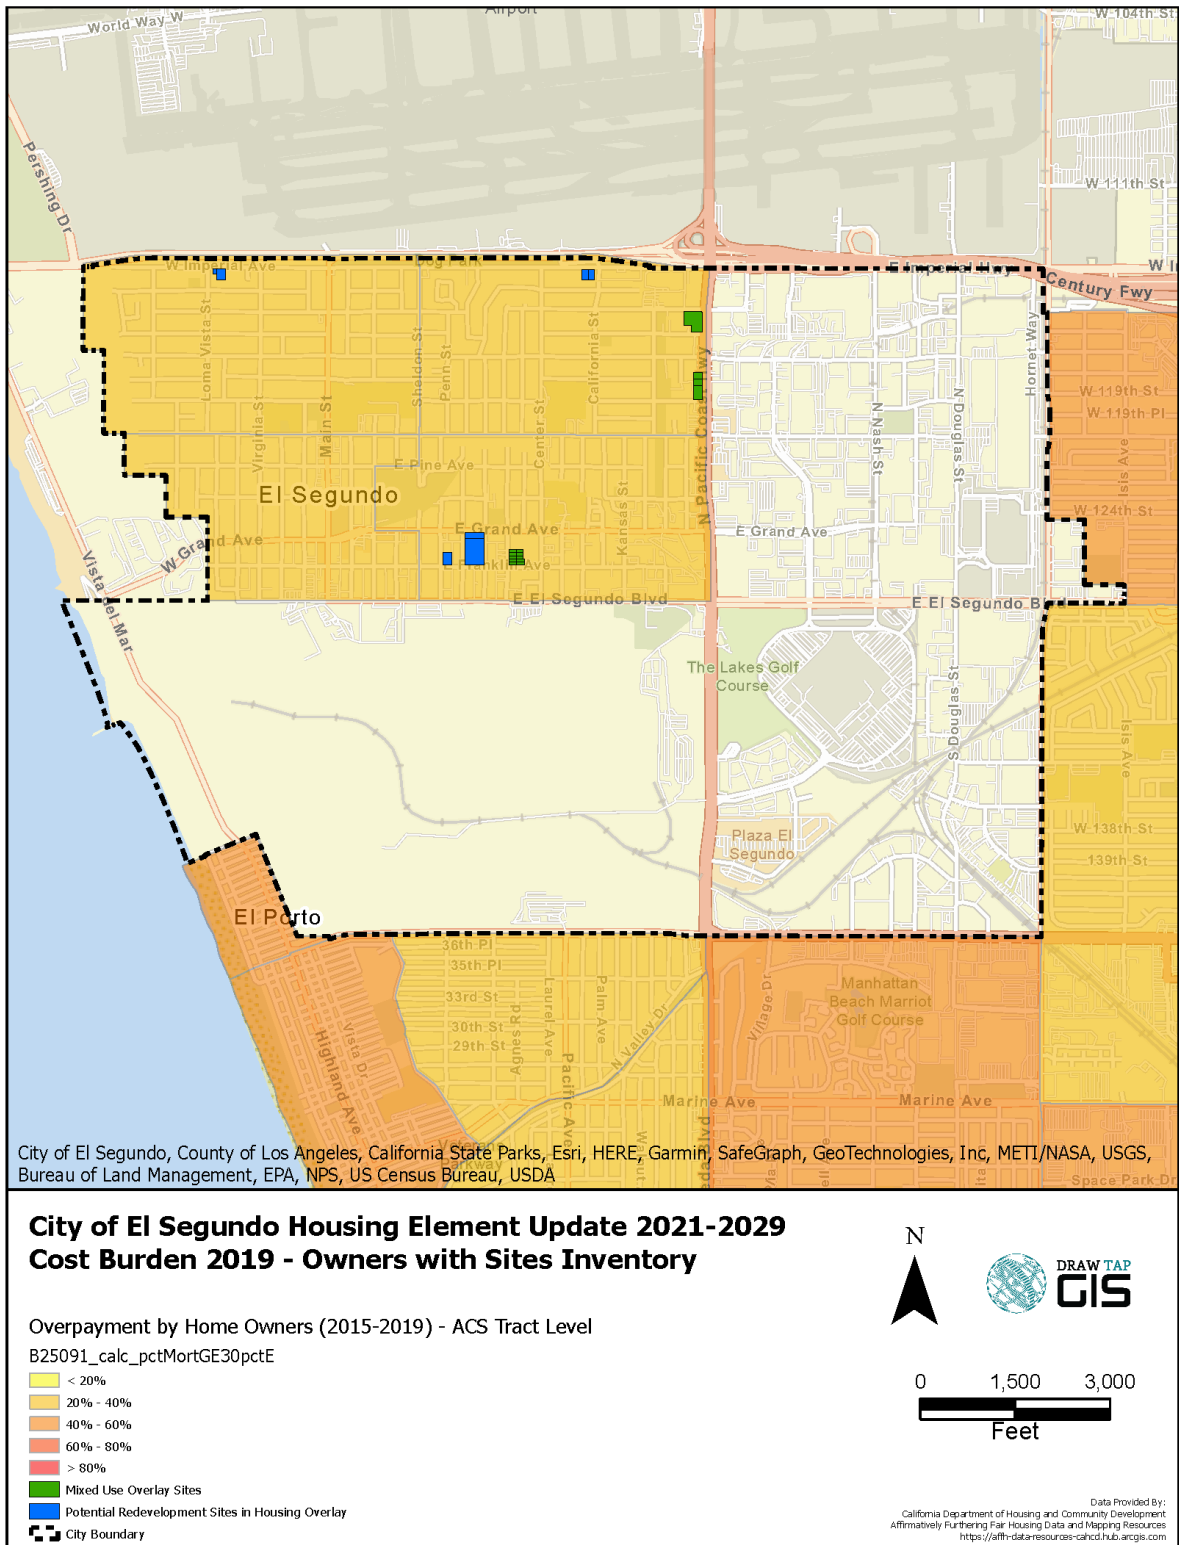 Airport
World Way W
W 104th St
Pershing Dr
W 111th St
W Imperial Ave
Dog Park
E Imperial Hwy
W I
Century Fwy
Loma Vista St
Sheldon St
Penn St
California St
Hornet Way
N Pacific Coast Hwy
W 119th St
W 119th Pl
N Nash St
N Douglas St
Virginia St
Main St
Center St
Isis Ave
E Pine Ave
El Segundo
Kansas St
W 124th St
E Grand Ave
E Grand Ave
W Grand Ave
E Franklin Ave
Vista del Mar
E El Segundo Blvd
E El Segundo B
The Lakes Golf
Course
S Douglas St
Isis Ave
Plaza El
Segundo
W 138th St
139th St
El Porto
36th Pl
35th Pl
33rd St
30th St
29th St
Laurel Ave
Palm Ave
Agnes Rd
N Valley Dr
Village Dr
Manhattan
Beach Marriot
Golf Course
Vista Dr
Highland Ave
Pacific Ave
Marine Ave
Marine Ave
Veterans
Parkway
Space Park Dr
City of El Segundo, County of Los Angeles, California State Parks, Esri, HERE, Garmin, SafeGraph, GeoTechnologies, Inc, METI/NASA, USGS,
Bureau of Land Management, EPA, NPS, US Census Bureau, USDA
City of El Segundo Housing Element Update 2021-2029
Cost Burden 2019 - Owners with Sites Inventory
N
DRAW TAP
GIS
Overpayment by Home Owners (2015-2019) - ACS Tract Level
B25091_calc_pctMortGE30pctE
< 20%
20% - 40%
40% - 60%
60% - 80%
> 80%
Mixed Use Overlay Sites
Potential Redevelopment Sites in Housing Overlay
City Boundary
0 1,500 3,000
Feet
Data Provided By:
California Department of Housing and Community Development
Affirmatively Furthering Fair Housing Data and Mapping Resources
https://affh-data-resources-cahcd.hub.arcgis.com